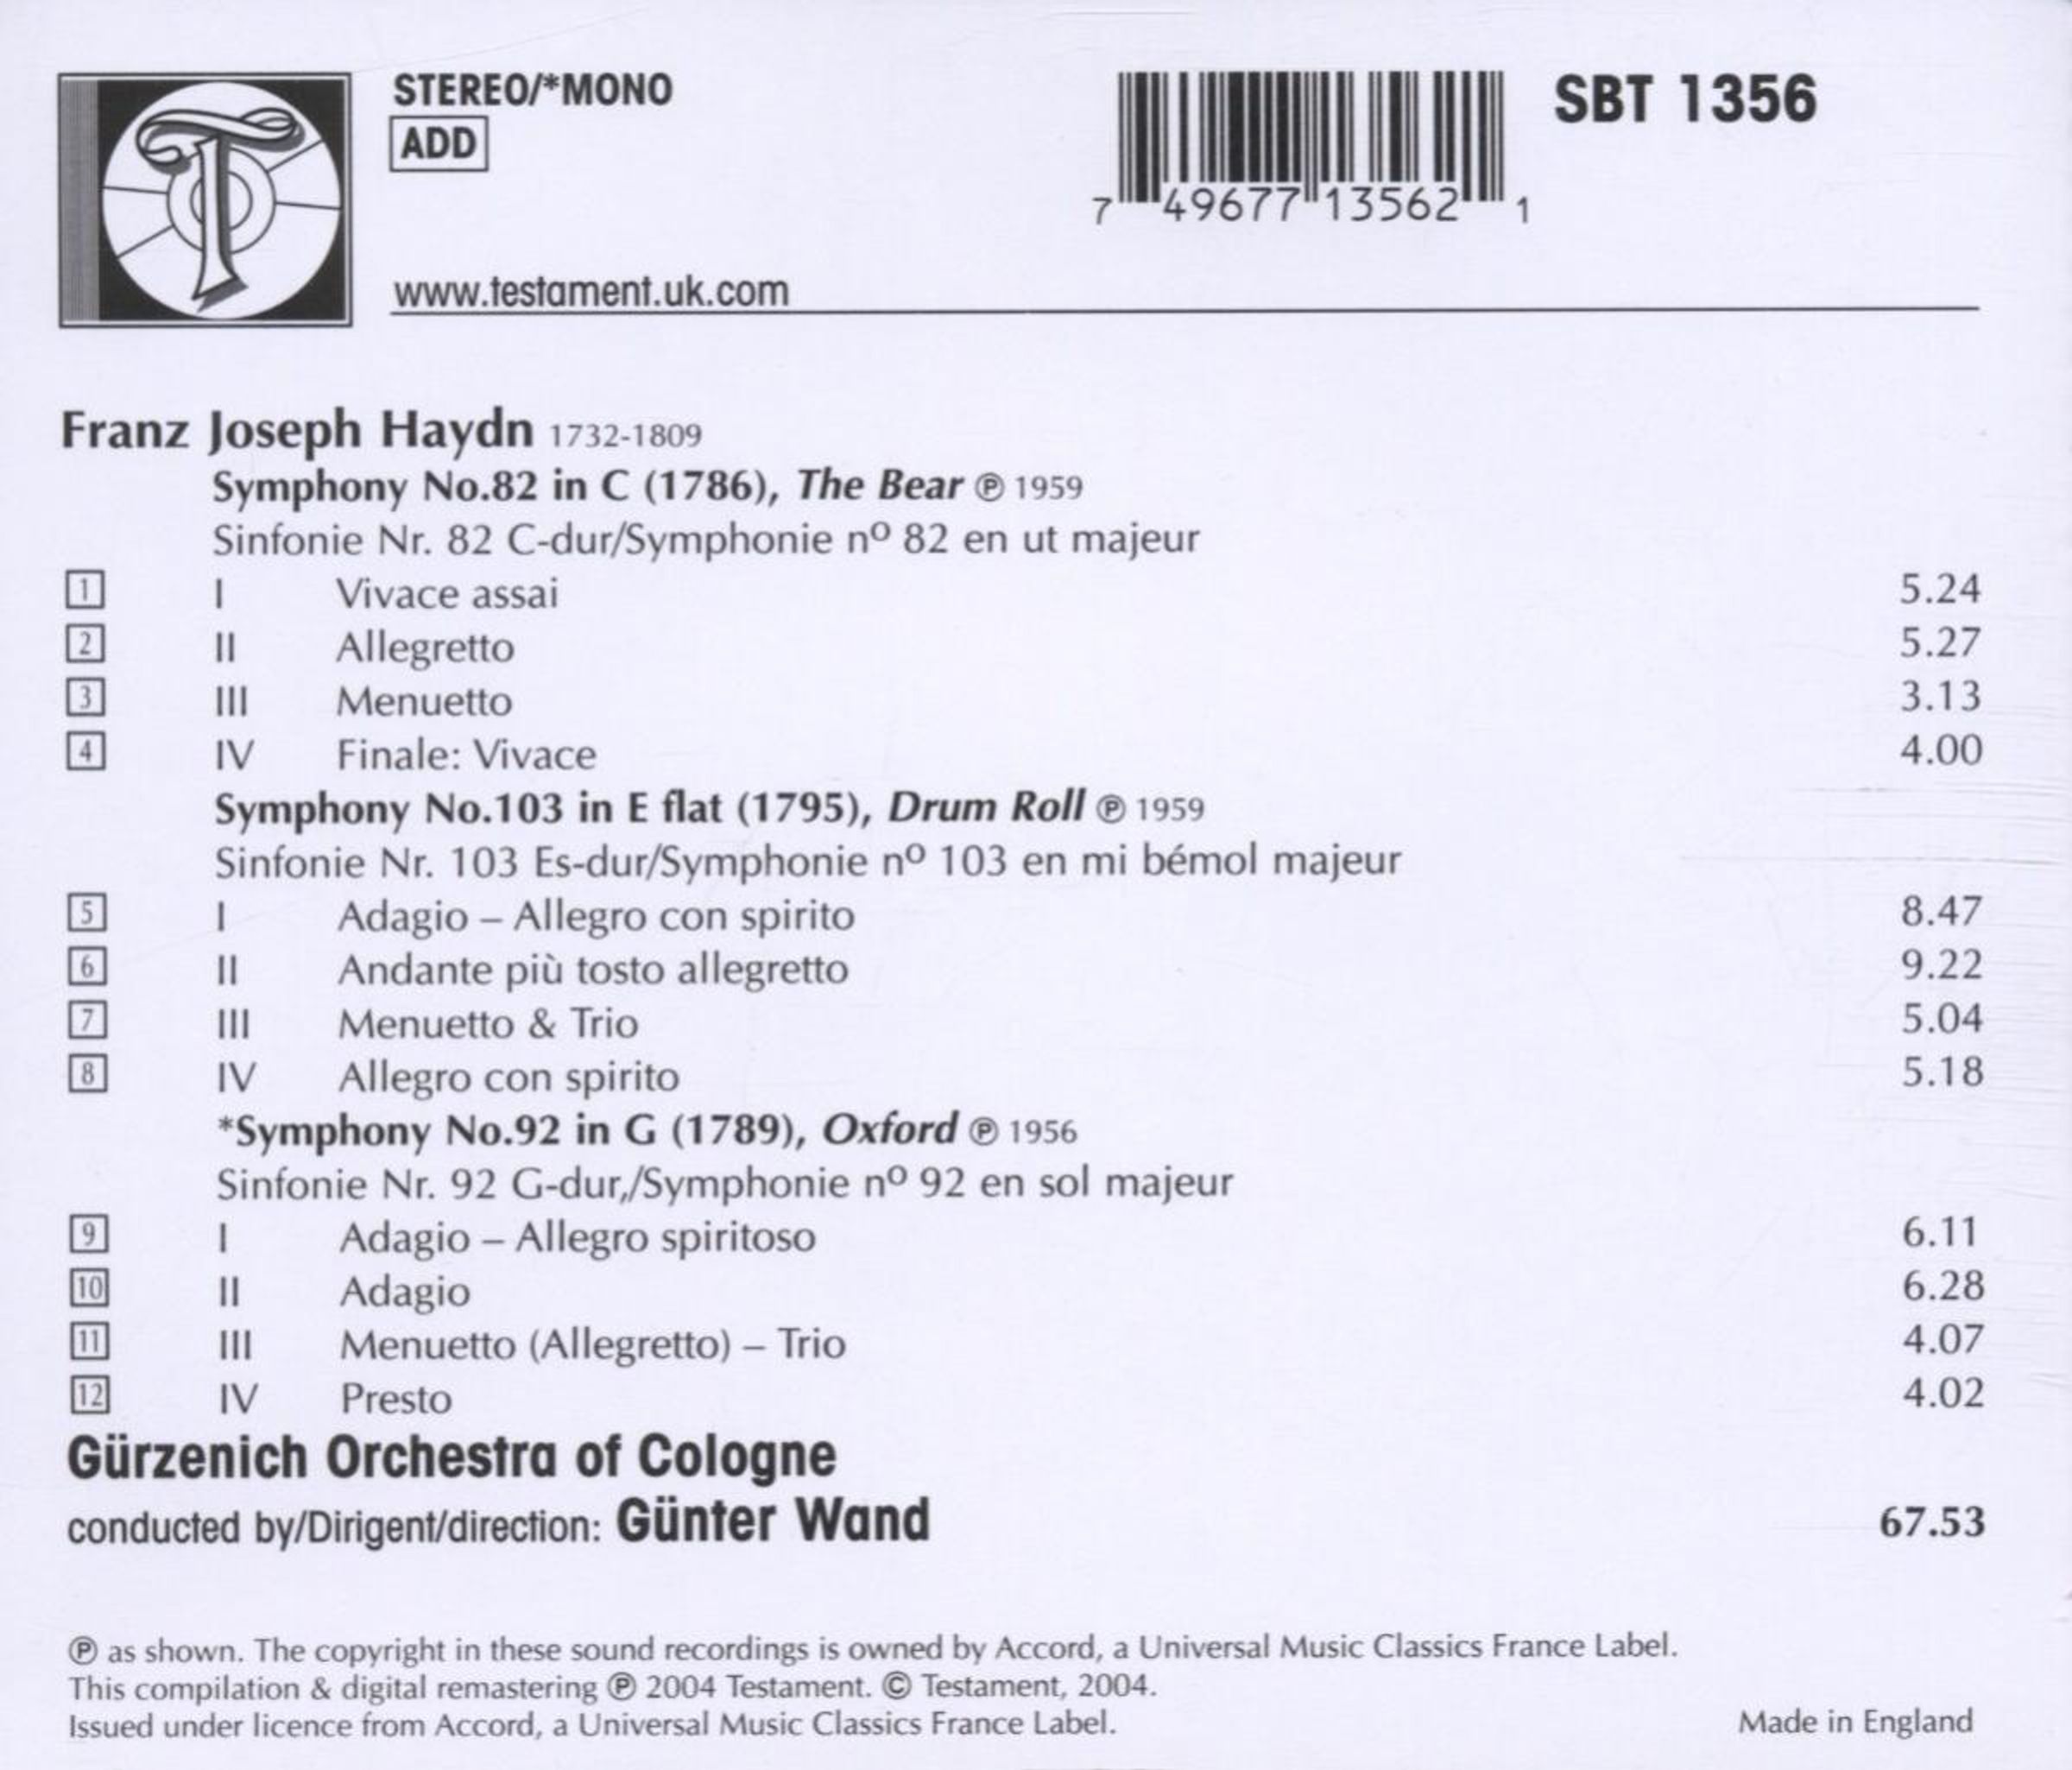 STEREO/*MONO
ADD
www.testament.uk.com
7 49677 13562 1
SBT 1356
Franz Joseph Haydn 1732-1809
Symphony No.82 in C (1786), The Bear ℗ 1959
Sinfonie Nr. 82 C-dur/Symphonie nº 82 en ut majeur
1 I Vivace assai 5.24
2 II Allegretto 5.27
3 III Menuetto 3.13
4 IV Finale: Vivace 4.00
Symphony No.103 in E flat (1795), Drum Roll ℗ 1959
Sinfonie Nr. 103 Es-dur/Symphonie nº 103 en mi bémol majeur
5 I Adagio – Allegro con spirito 8.47
6 II Andante più tosto allegretto 9.22
7 III Menuetto & Trio 5.04
8 IV Allegro con spirito 5.18
*Symphony No.92 in G (1789), Oxford ℗ 1956
Sinfonie Nr. 92 G-dur,/Symphonie nº 92 en sol majeur
9 I Adagio – Allegro spiritoso 6.11
10 II Adagio 6.28
11 III Menuetto (Allegretto) – Trio 4.07
12 IV Presto 4.02
Gürzenich Orchestra of Cologne
conducted by/Dirigent/direction: Günter Wand 67.53
℗ as shown. The copyright in these sound recordings is owned by Accord, a Universal Music Classics France Label.
This compilation & digital remastering ℗ 2004 Testament. © Testament, 2004.
Issued under licence from Accord, a Universal Music Classics France Label.
Made in England